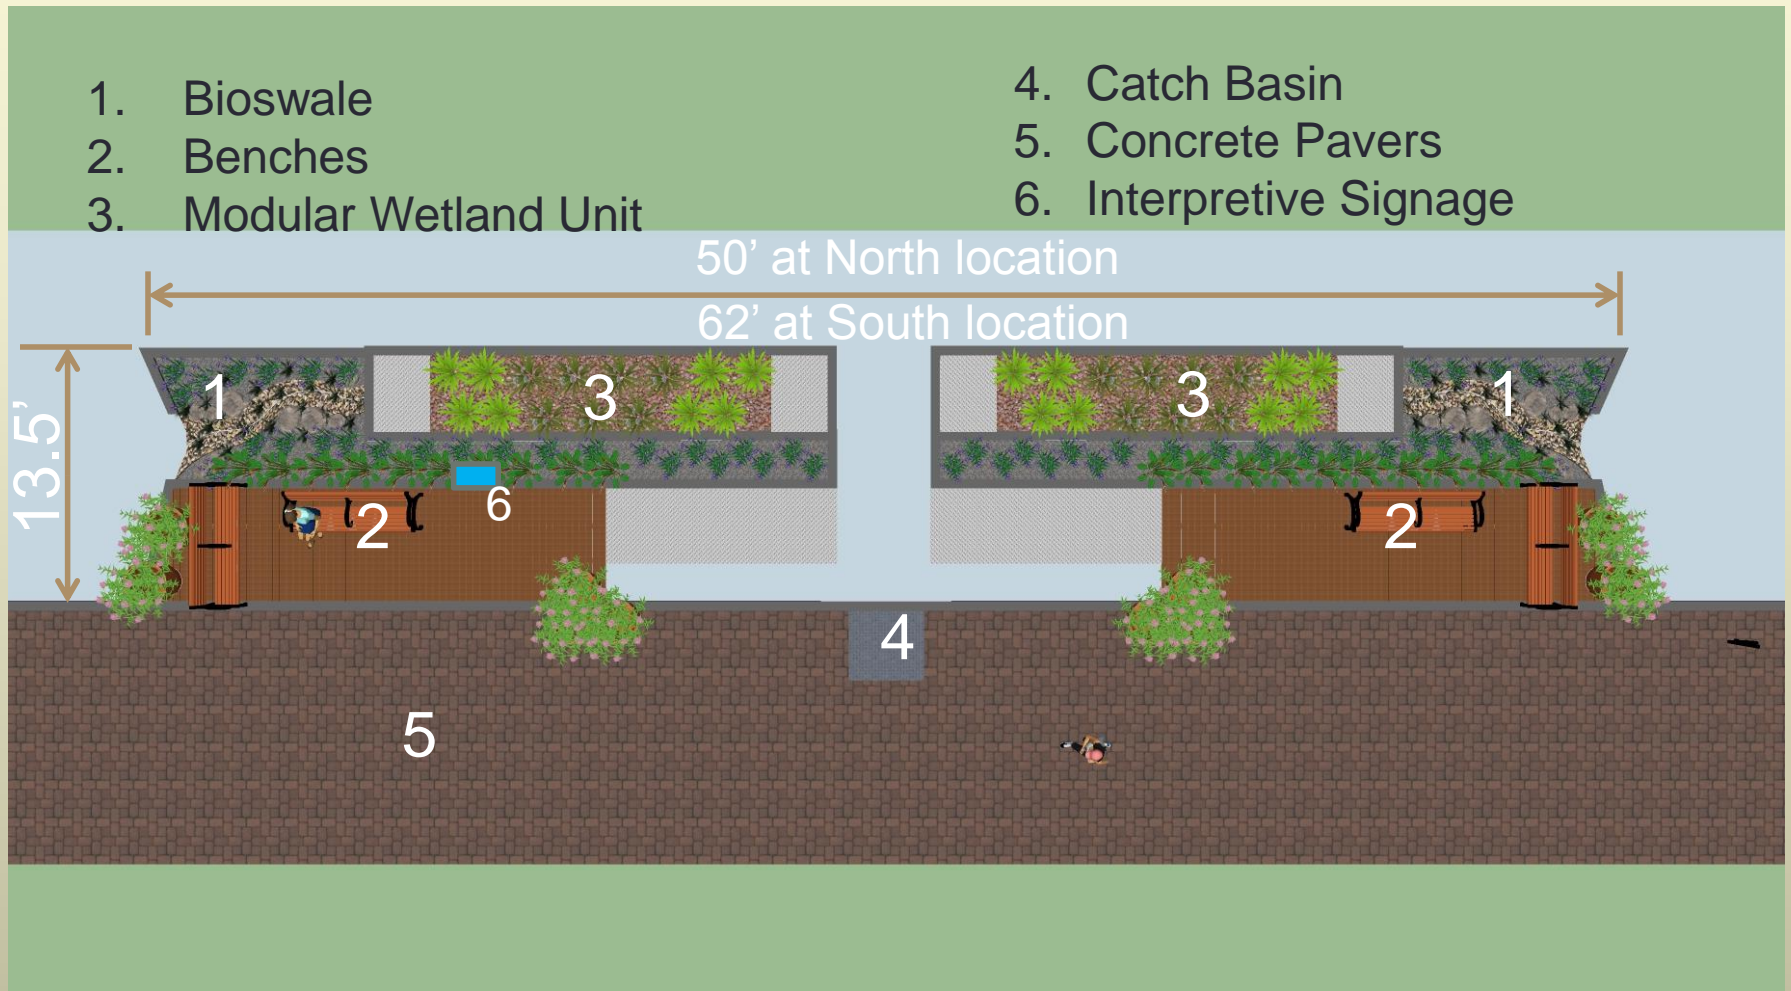 1. Bioswale
2. Benches
3. Modular Wetland Unit
4. Catch Basin
5. Concrete Pavers
6. Interpretive Signage
50’ at North location
62’ at South location
13.5’
1
3
3
1
2
6
2
4
5